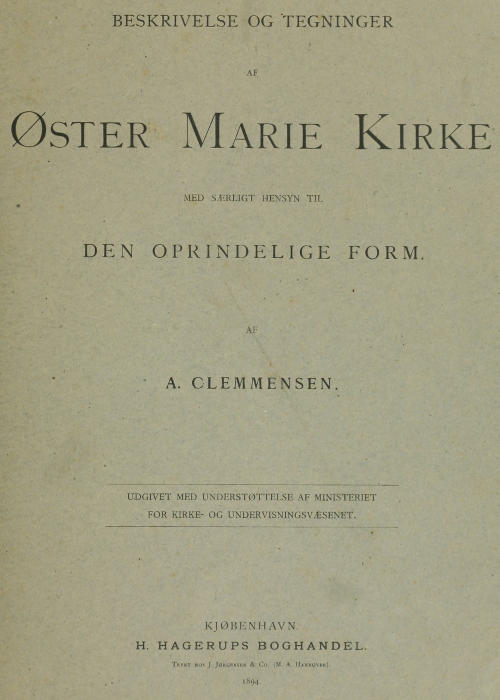 BESKRIVELSE OG TEGNINGER
AF
ØSTER MARIE KIRKE
MED SÆRLIGT HENSYN TIL
DEN OPRINDELIGE FORM.
AF
A. CLEMMENSEN.
UDGIVET MED UNDERSTØTTELSE AF MINISTERIET
FOR KIRKE- OG UNDERVISNINGSVÆSENET.
KJØBENHAVN.
H. HAGERUPS BOGHANDEL.
TRYKT HOS J. JØRGENSEN & CO. (M. A. HANNOVER).
1894.